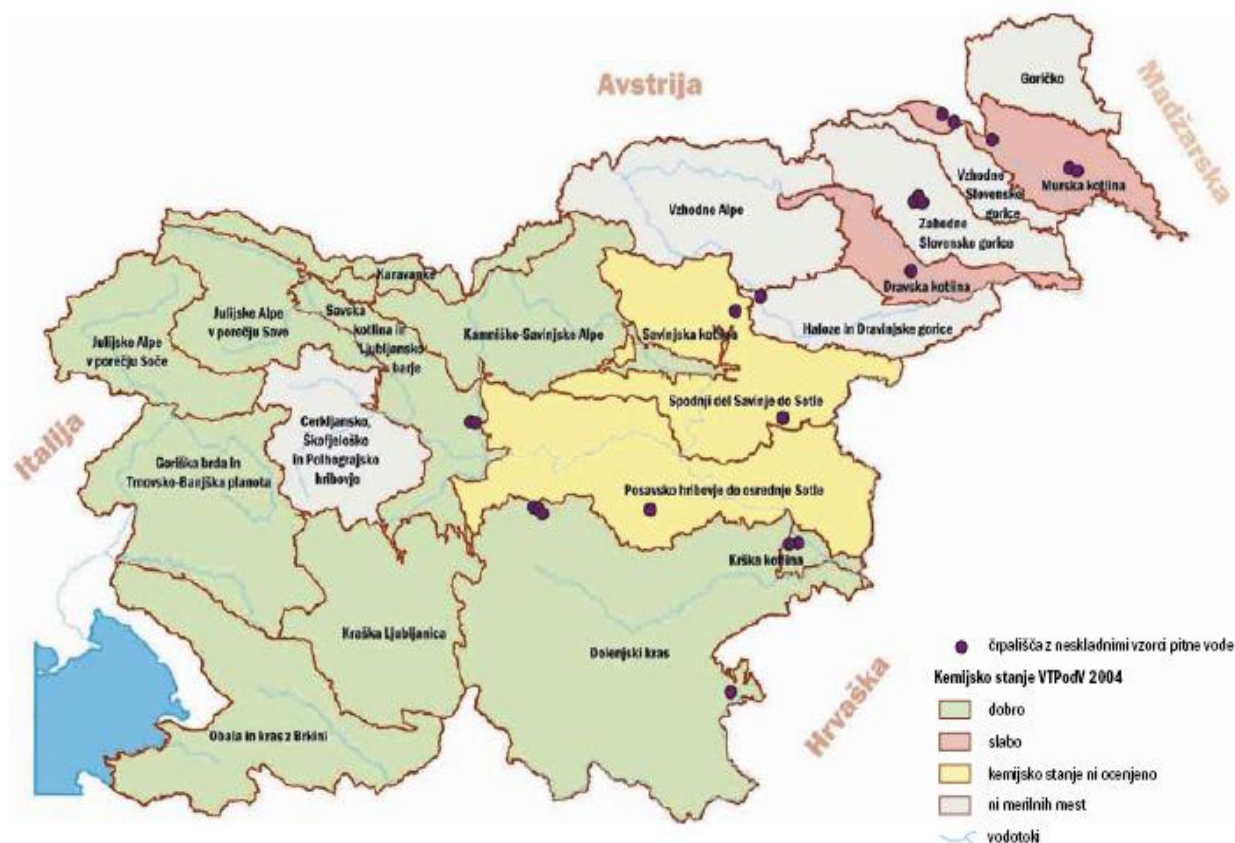 Avstrija
Madžarska
Goričko
Murska kotlina
Vzhodne
Slovenske
gorice
Zahodne
Slovenske gorice
Vzhodne Alpe
Dravska kotlina
Haloze in Dravinjske gorice
Karavanke
Julijske Alpe
v porečju Save
Savska
kotlina in
Ljubljansko
barje
Kamniško-Savinjske Alpe
Savinjska kotlina
Julijske Alpe
v porečju Soče
Spodnji del Savinje do Sotle
Cerkljansko,
Škofjeloško
in Polhograjsko
hribovje
Italija
Goriška brda in
Trnovsko-Banjška planota
Posavsko hribovje do osrednje Sotle
Krška kotlina
Kraška Ljubljanica
Dolenjski kras
Hrvaška
Obala in kras z Brkini
črpališča z neskladnimi vzorci pitne vode
Kemijsko stanje VTPodV 2004
dobro
slabo
kemijsko stanje ni ocenjeno
ni merilnih mest
vodotoki